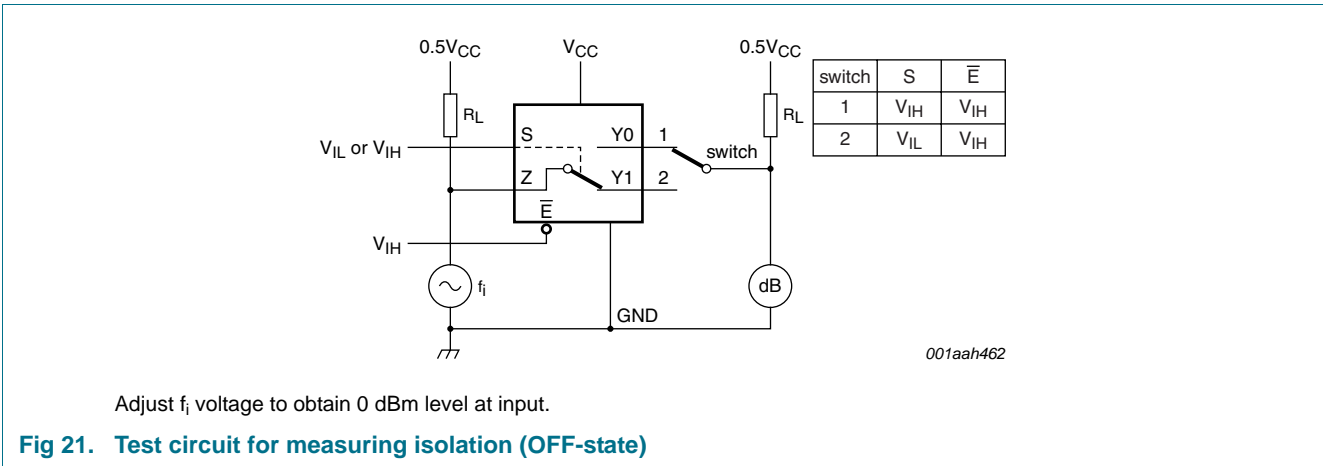 0.5VCC VCC 0.5VCC
switch S E̅
1 VIH VIH
2 VIL VIH
RL RL
VIL or VIH S Y0 1 switch
Z Y1 2
E̅
VIH
fi dB
GND
001aah462
Adjust fi voltage to obtain 0 dBm level at input.
Fig 21. Test circuit for measuring isolation (OFF-state)